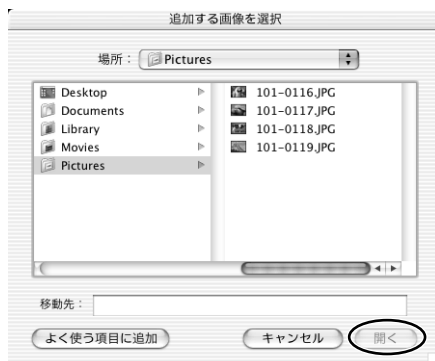 追加する画像を選択
場所： Pictures
Desktop
Documents
Library
Movies
Pictures
101-0116.JPG
101-0117.JPG
101-0118.JPG
101-0119.JPG
移動先：
よく使う項目に追加
キャンセル
開く